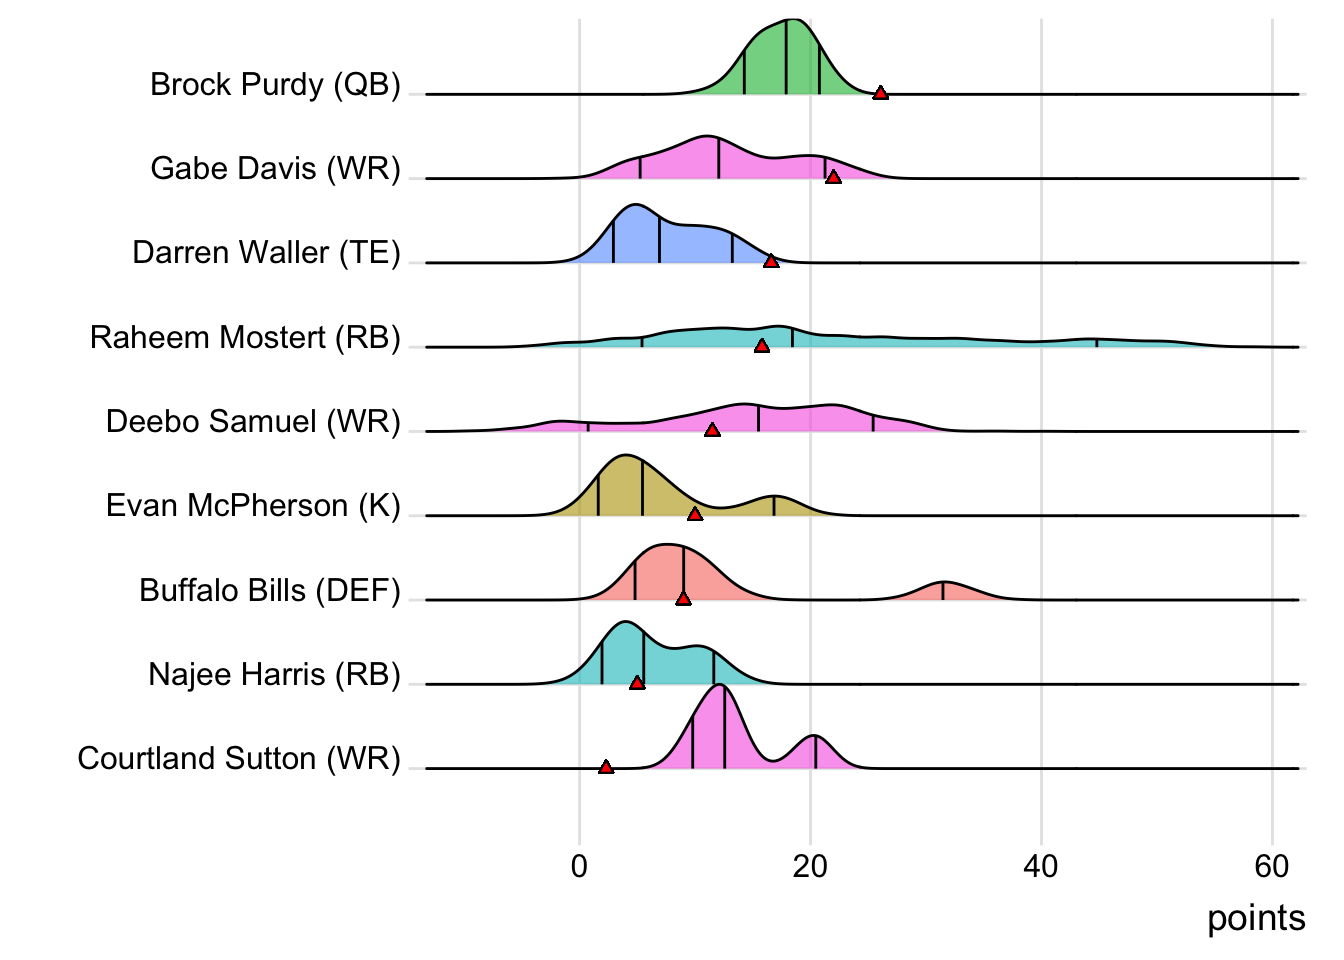 Brock Purdy (QB)
Gabe Davis (WR)
Darren Waller (TE)
Raheem Mostert (RB)
Deebo Samuel (WR)
Evan McPherson (K)
Buffalo Bills (DEF)
Najee Harris (RB)
Courtland Sutton (WR)
0 20 40 60
points